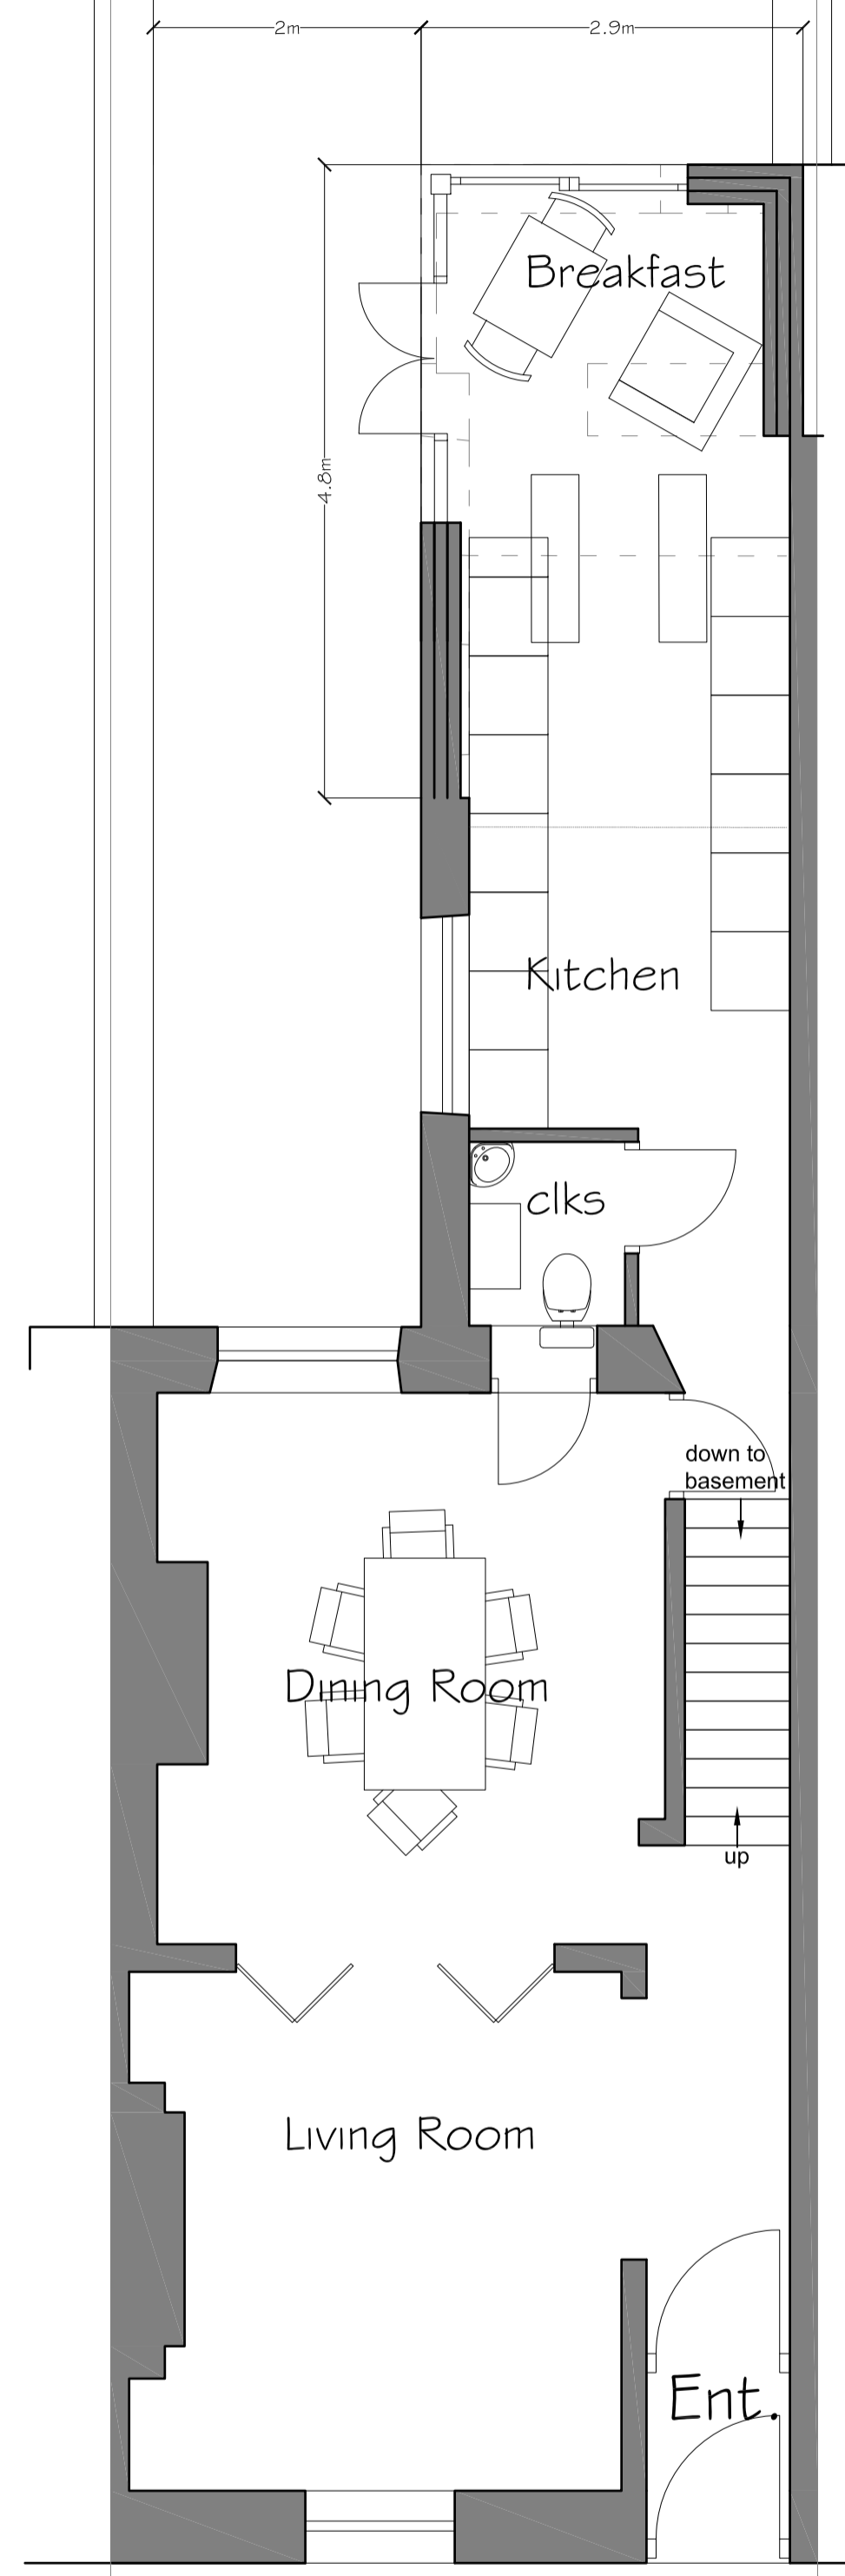 2m
2.9m
Breakfast
4.8m
Kitchen
clks
down to
basement
Dining Room
up
Living Room
Ent.